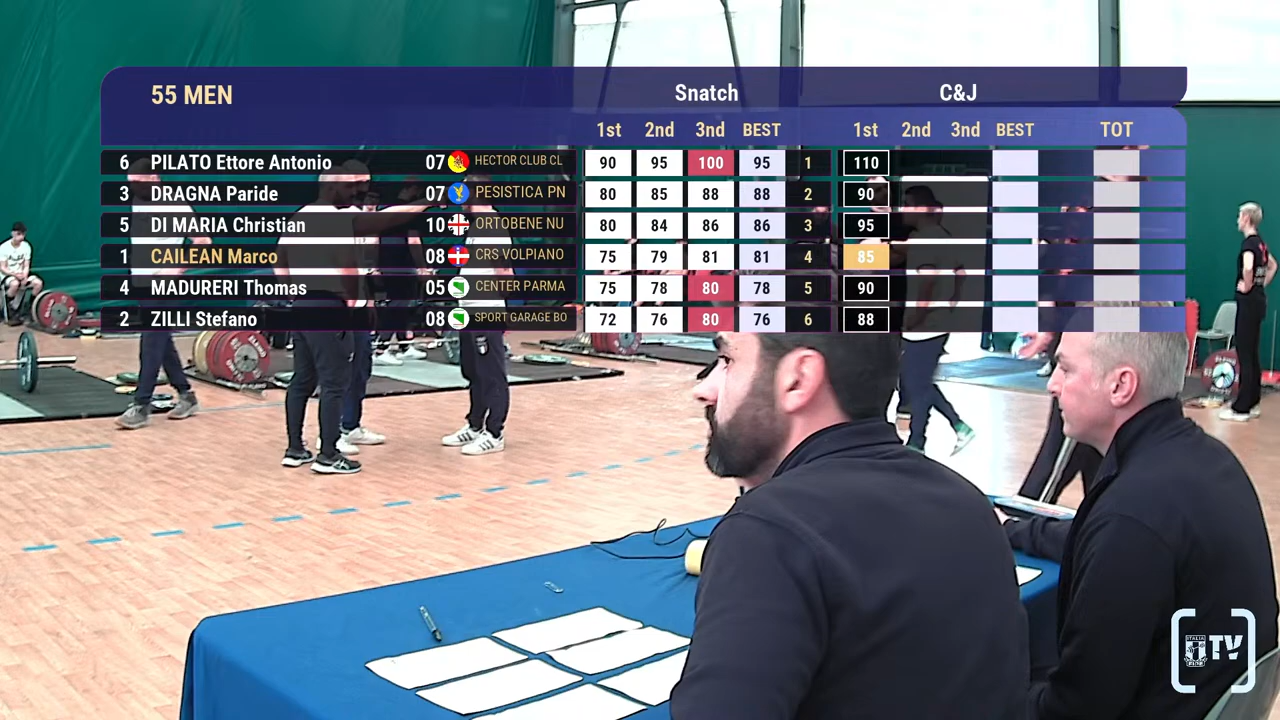 55 MEN Snatch C&J
1st 2nd 3nd BEST 1st 2nd 3nd BEST TOT
6 PILATO Ettore Antonio 07 HECTOR CLUB CL 90 95 100 95 1 110
3 DRAGNA Paride 07 PESISTICA PN 80 85 88 88 2 90
5 DI MARIA Christian 10 ORTOBENE NU 80 84 86 86 3 95
1 CAILEAN Marco 08 CRS VOLPIANO 75 79 81 81 4 85
4 MADURERI Thomas 05 CENTER PARMA 75 78 80 78 5 90
2 ZILLI Stefano 08 SPORT GARAGE BO 72 76 80 76 6 88
ITALIA
TV